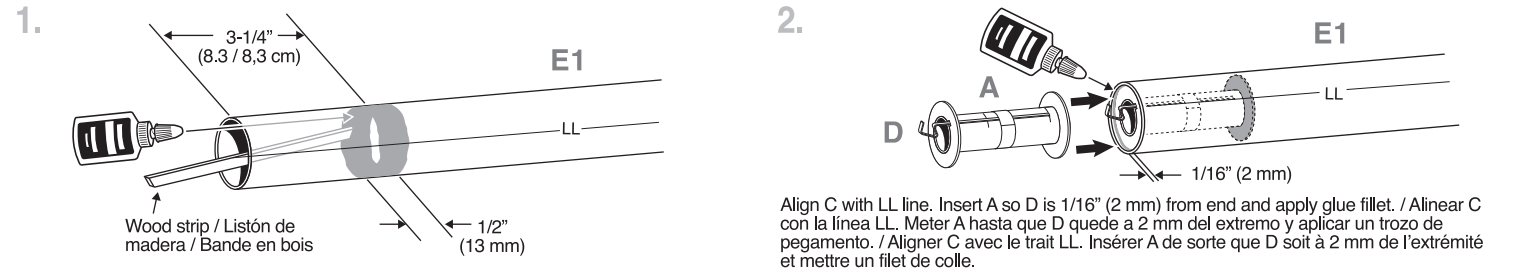 1.
3-1/4”
(8.3 / 8,3 cm)
E1
LL
Wood strip / Listón de
madera / Bande en bois
1/2”
(13 mm)
2.
E1
A
LL
D
1/16” (2 mm)
Align C with LL line. Insert A so D is 1/16” (2 mm) from end and apply glue fillet. / Alinear C
con la línea LL. Meter A hasta que D quede a 2 mm del extremo y aplicar un trozo de
pegamento. / Aligner C avec le trait LL. Insérer A de sorte que D soit à 2 mm de l’extrémité
et mettre un filet de colle.